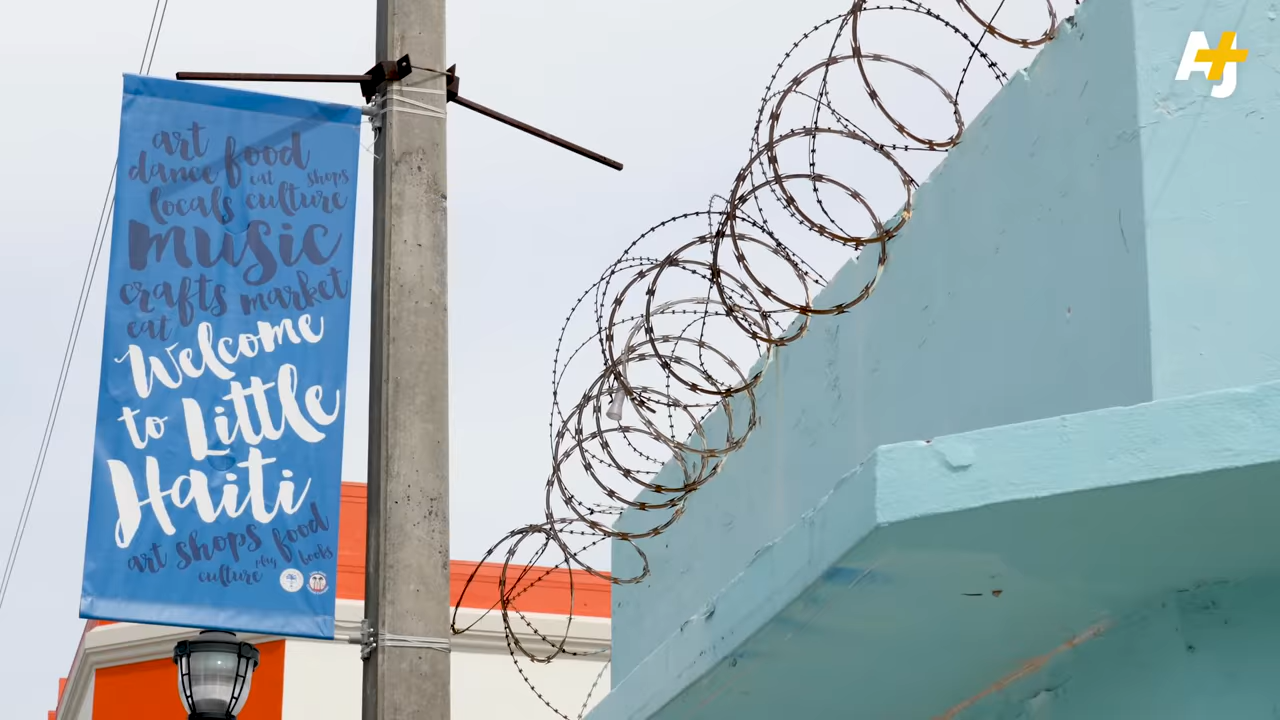 art food
dance eat shops
locals culture
music
crafts market
eat
Welcome
to Little
Haiti
art shops food
play books
culture
AJ+